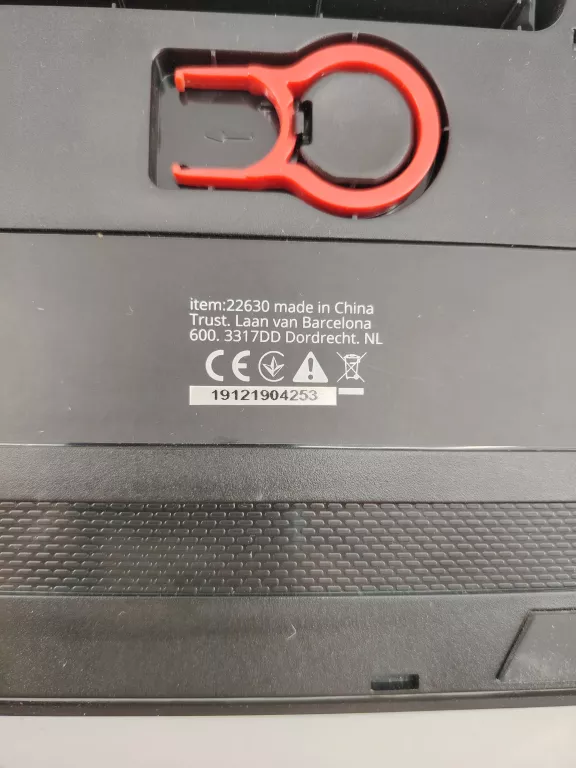 item:22630 made in China
Trust. Laan van Barcelona
600. 3317DD Dordrecht. NL
CE
19121904253